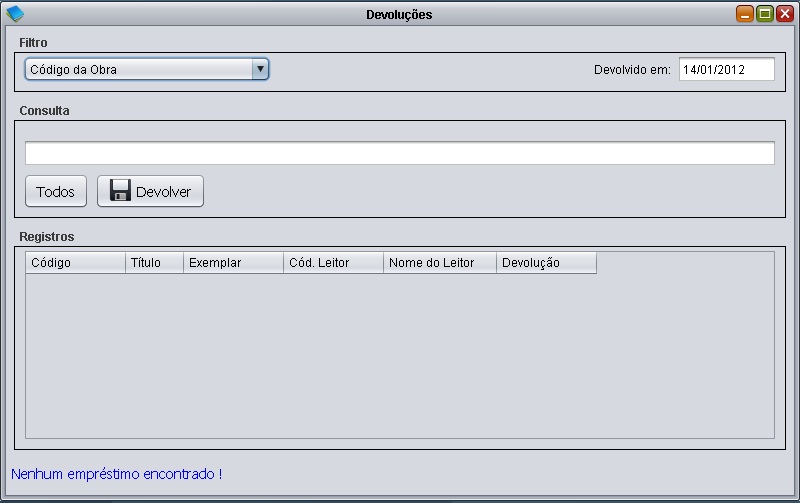 Devoluções
Filtro
Código da Obra
Devolvido em: 14/01/2012
Consulta
Todos Devolver
Registros
Código Título Exemplar Cód. Leitor Nome do Leitor Devolução
Nenhum empréstimo encontrado !